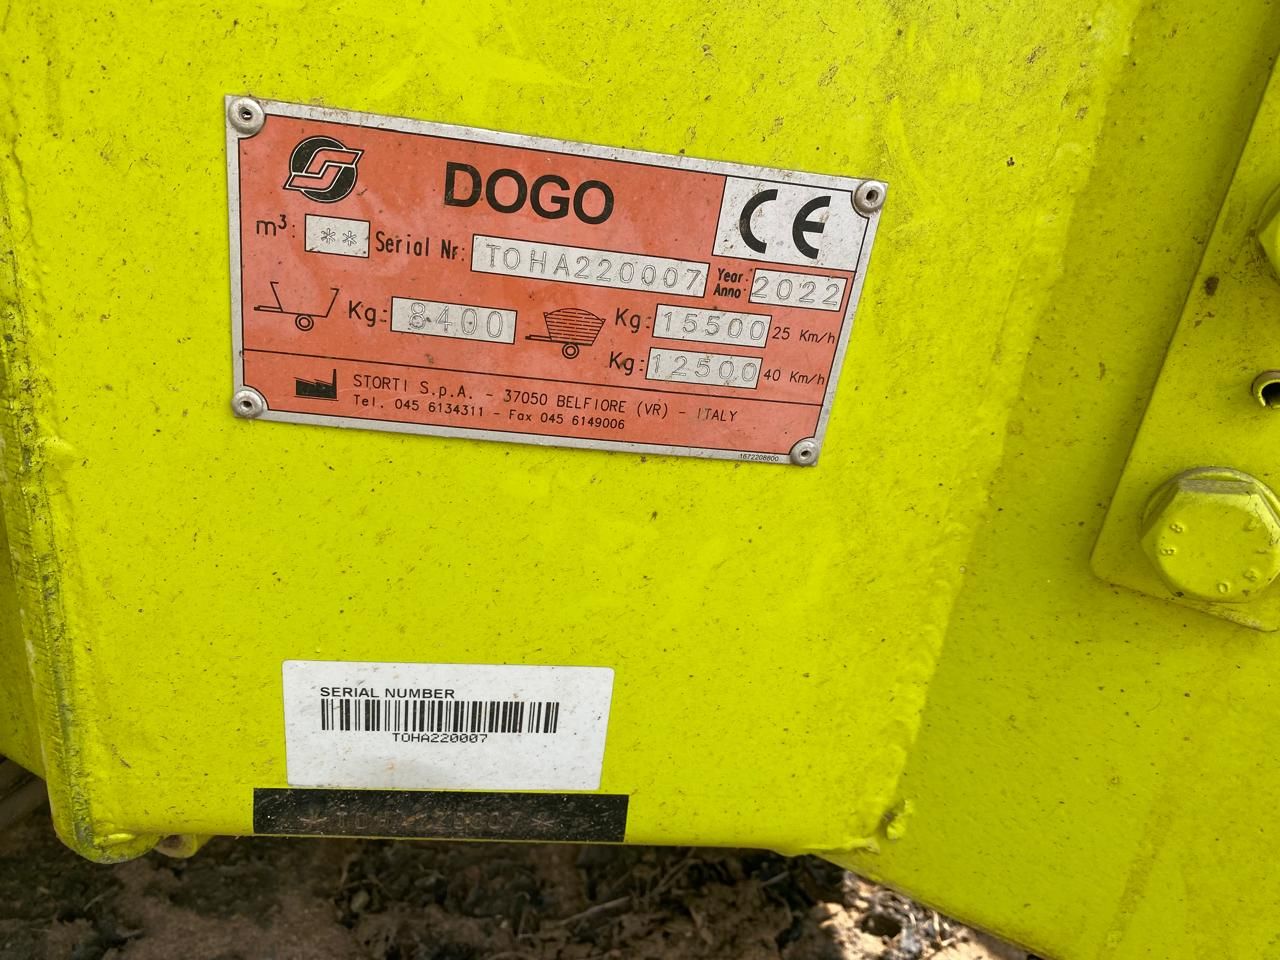 DOGO
CE
m³: ** Serial Nr: TOHA220007 Year: Anno: 2022
Kg: 8400 Kg: 15500 25 Km/h
Kg: 12500 40 Km/h
STORTI S.p.A. - 37050 BELFIORE (VR) - ITALY
Tel. 045 6134311 - Fax 045 6149006
1672208800
SERIAL NUMBER
TOHA220007